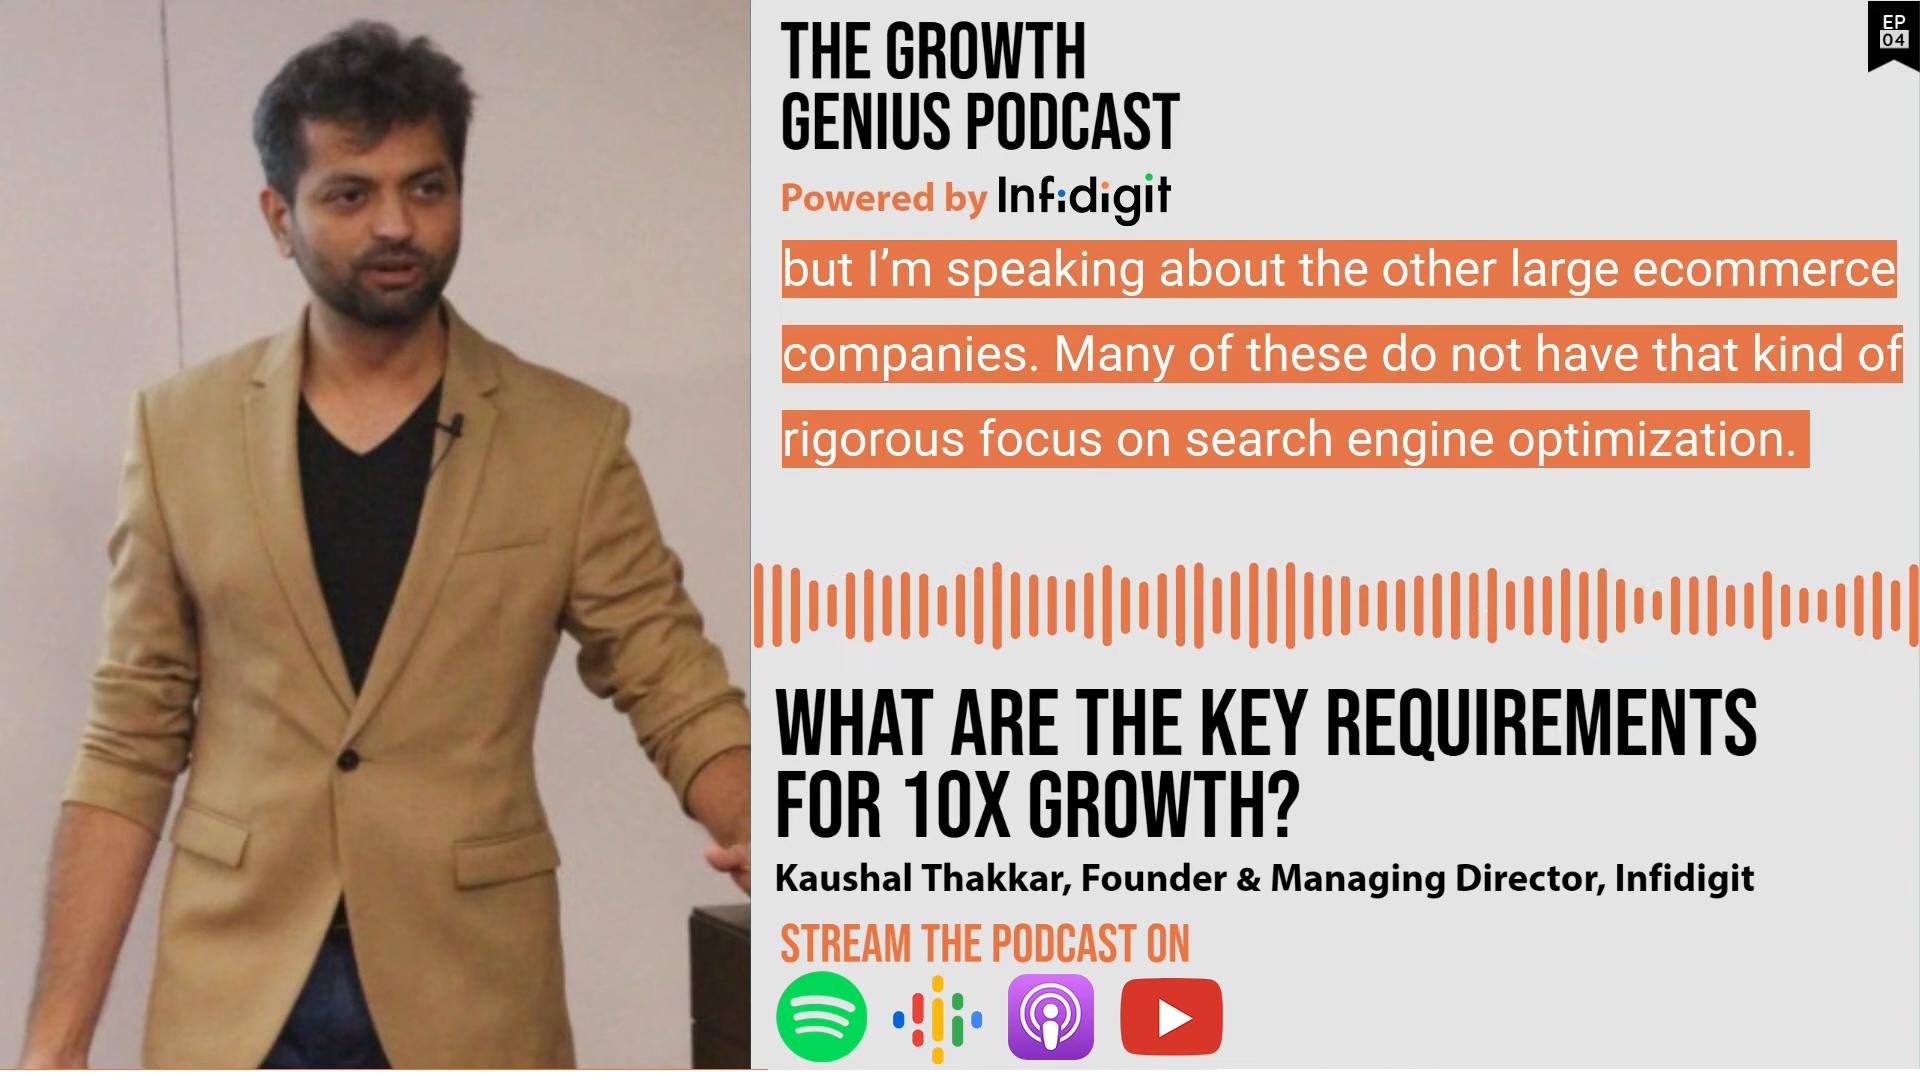 THE GROWTH
GENIUS PODCAST
EP
04
Powered by Infidigit
but I’m speaking about the other large ecommerce
companies. Many of these do not have that kind of
rigorous focus on search engine optimization.
WHAT ARE THE KEY REQUIREMENTS
FOR 10X GROWTH?
Kaushal Thakkar, Founder & Managing Director, Infidigit
STREAM THE PODCAST ON